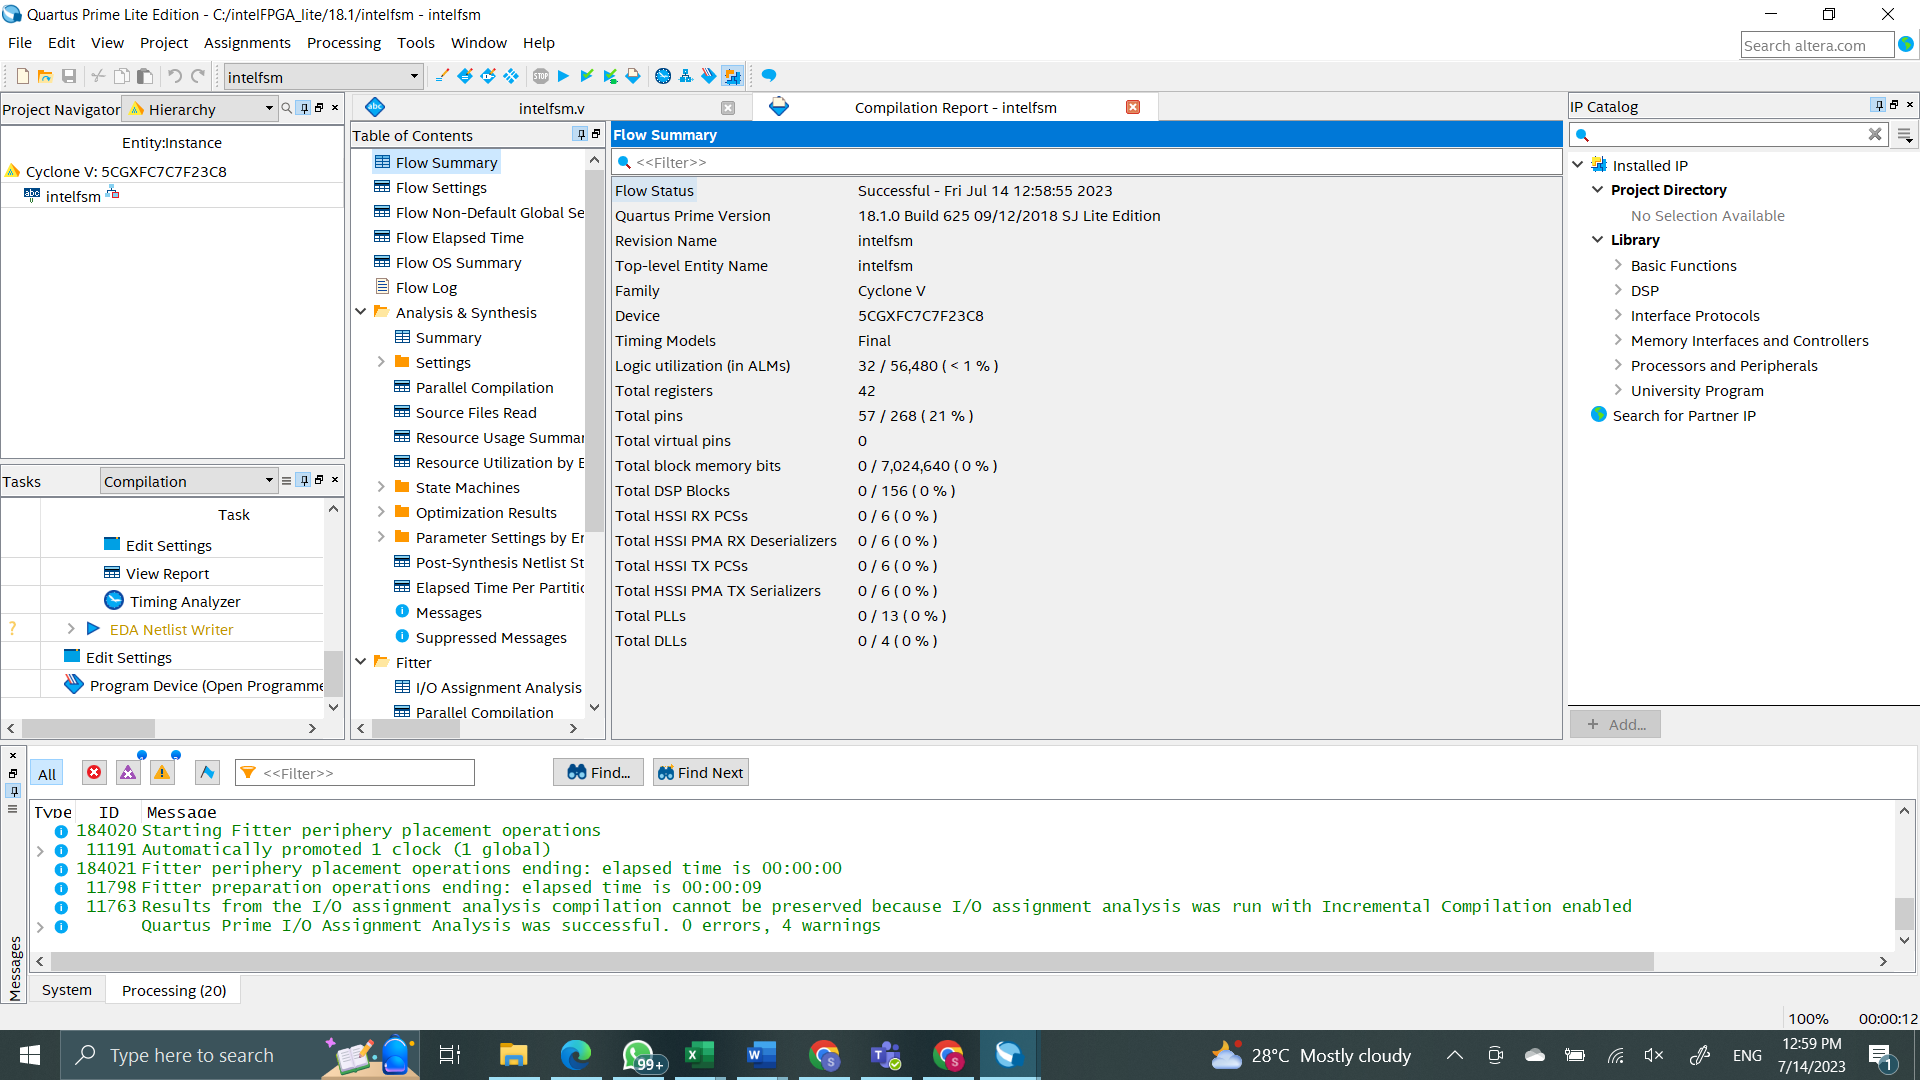 Quartus Prime Lite Edition - C:/intelFPGA_lite/18.1/intelfsm - intelfsm
File Edit View Project Assignments Processing Tools Window Help
Search altera.com
intelfsm
Project Navigator Hierarchy
Entity:Instance
Cyclone V: 5CGXFC7C7F23C8
intelfsm
Tasks Compilation
Task
Edit Settings
View Report
Timing Analyzer
EDA Netlist Writer
Edit Settings
Program Device (Open Programme
intelfsm.v
Compilation Report - intelfsm
Table of Contents
Flow Summary
Flow Settings
Flow Non-Default Global Se
Flow Elapsed Time
Flow OS Summary
Flow Log
Analysis & Synthesis
Summary
Settings
Parallel Compilation
Source Files Read
Resource Usage Summar
Resource Utilization by E
State Machines
Optimization Results
Parameter Settings by Er
Post-Synthesis Netlist St
Elapsed Time Per Partitic
Messages
Suppressed Messages
Fitter
I/O Assignment Analysis
Parallel Compilation
Flow Summary
<<Filter>>
Flow Status Successful - Fri Jul 14 12:58:55 2023
Quartus Prime Version 18.1.0 Build 625 09/12/2018 SJ Lite Edition
Revision Name intelfsm
Top-level Entity Name intelfsm
Family Cyclone V
Device 5CGXFC7C7F23C8
Timing Models Final
Logic utilization (in ALMs) 32 / 56,480 ( < 1 % )
Total registers 42
Total pins 57 / 268 ( 21 % )
Total virtual pins 0
Total block memory bits 0 / 7,024,640 ( 0 % )
Total DSP Blocks 0 / 156 ( 0 % )
Total HSSI RX PCSs 0 / 6 ( 0 % )
Total HSSI PMA RX Deserializers 0 / 6 ( 0 % )
Total HSSI TX PCSs 0 / 6 ( 0 % )
Total HSSI PMA TX Serializers 0 / 6 ( 0 % )
Total PLLs 0 / 13 ( 0 % )
Total DLLs 0 / 4 ( 0 % )
IP Catalog
Installed IP
Project Directory
No Selection Available
Library
Basic Functions
DSP
Interface Protocols
Memory Interfaces and Controllers
Processors and Peripherals
University Program
Search for Partner IP
+ Add...
All <<Filter>> Find... Find Next
Type ID Message
184020 Starting Fitter periphery placement operations
11191 Automatically promoted 1 clock (1 global)
184021 Fitter periphery placement operations ending: elapsed time is 00:00:00
11798 Fitter preparation operations ending: elapsed time is 00:00:09
11763 Results from the I/O assignment analysis compilation cannot be preserved because I/O assignment analysis was run with Incremental Compilation enabled
Quartus Prime I/O Assignment Analysis was successful. 0 errors, 4 warnings
Messages
System Processing (20)
100% 00:00:12
Type here to search
99+
28°C Mostly cloudy
ENG
12:59 PM
7/14/2023
1